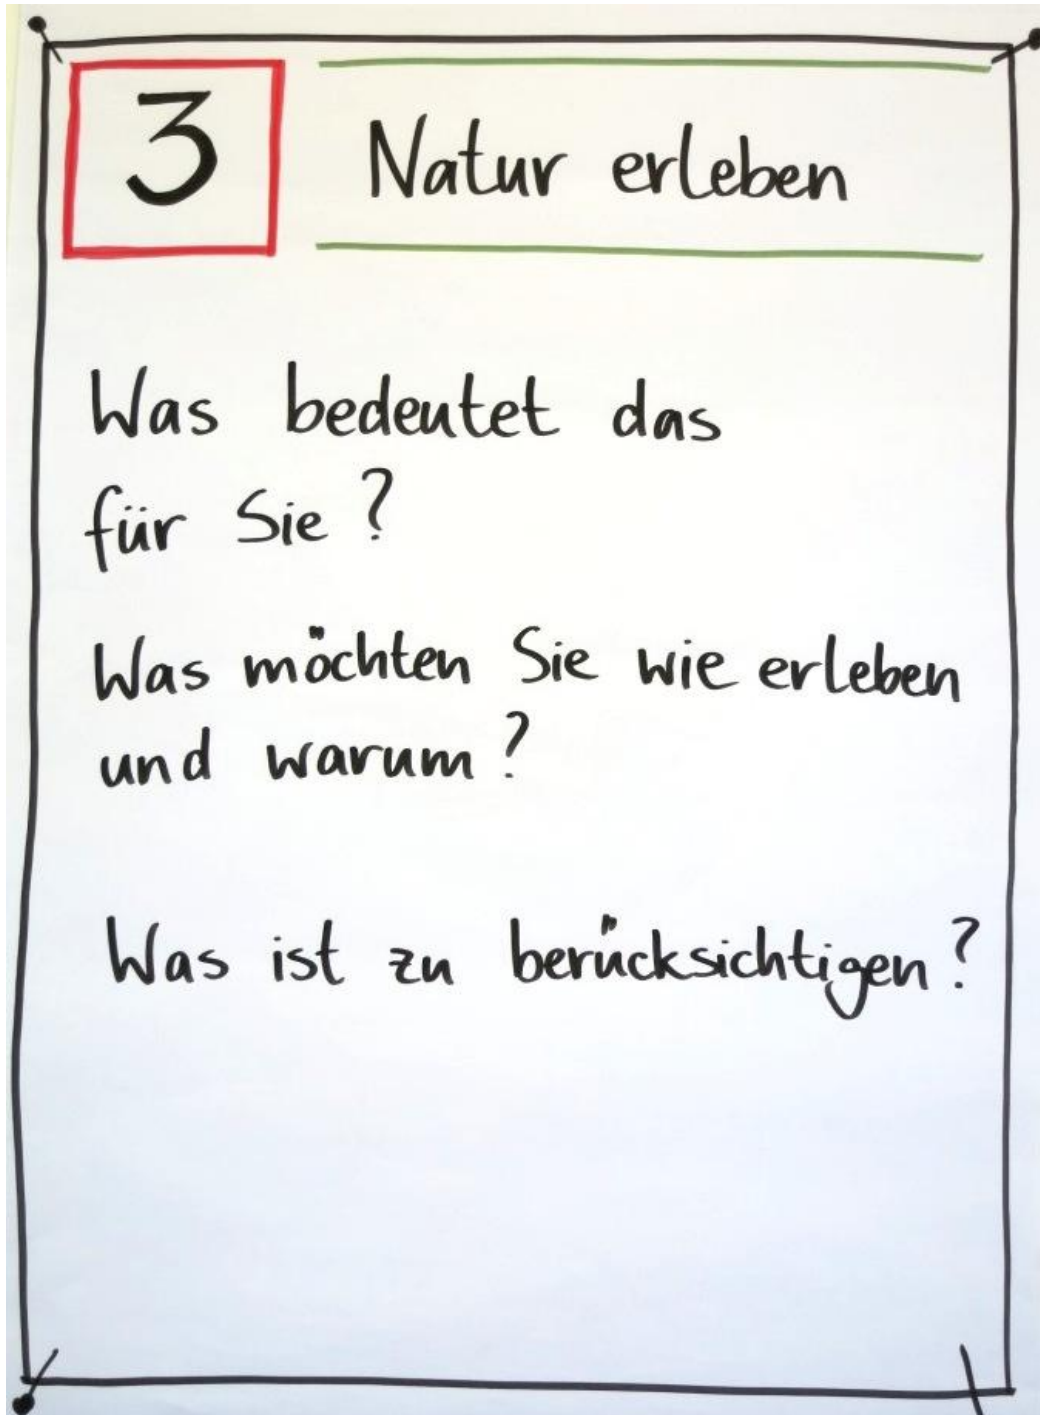 3 Natur erleben
Was bedeutet das
für Sie?
Was möchten Sie wie erleben
und warum?
Was ist zu berücksichtigen?